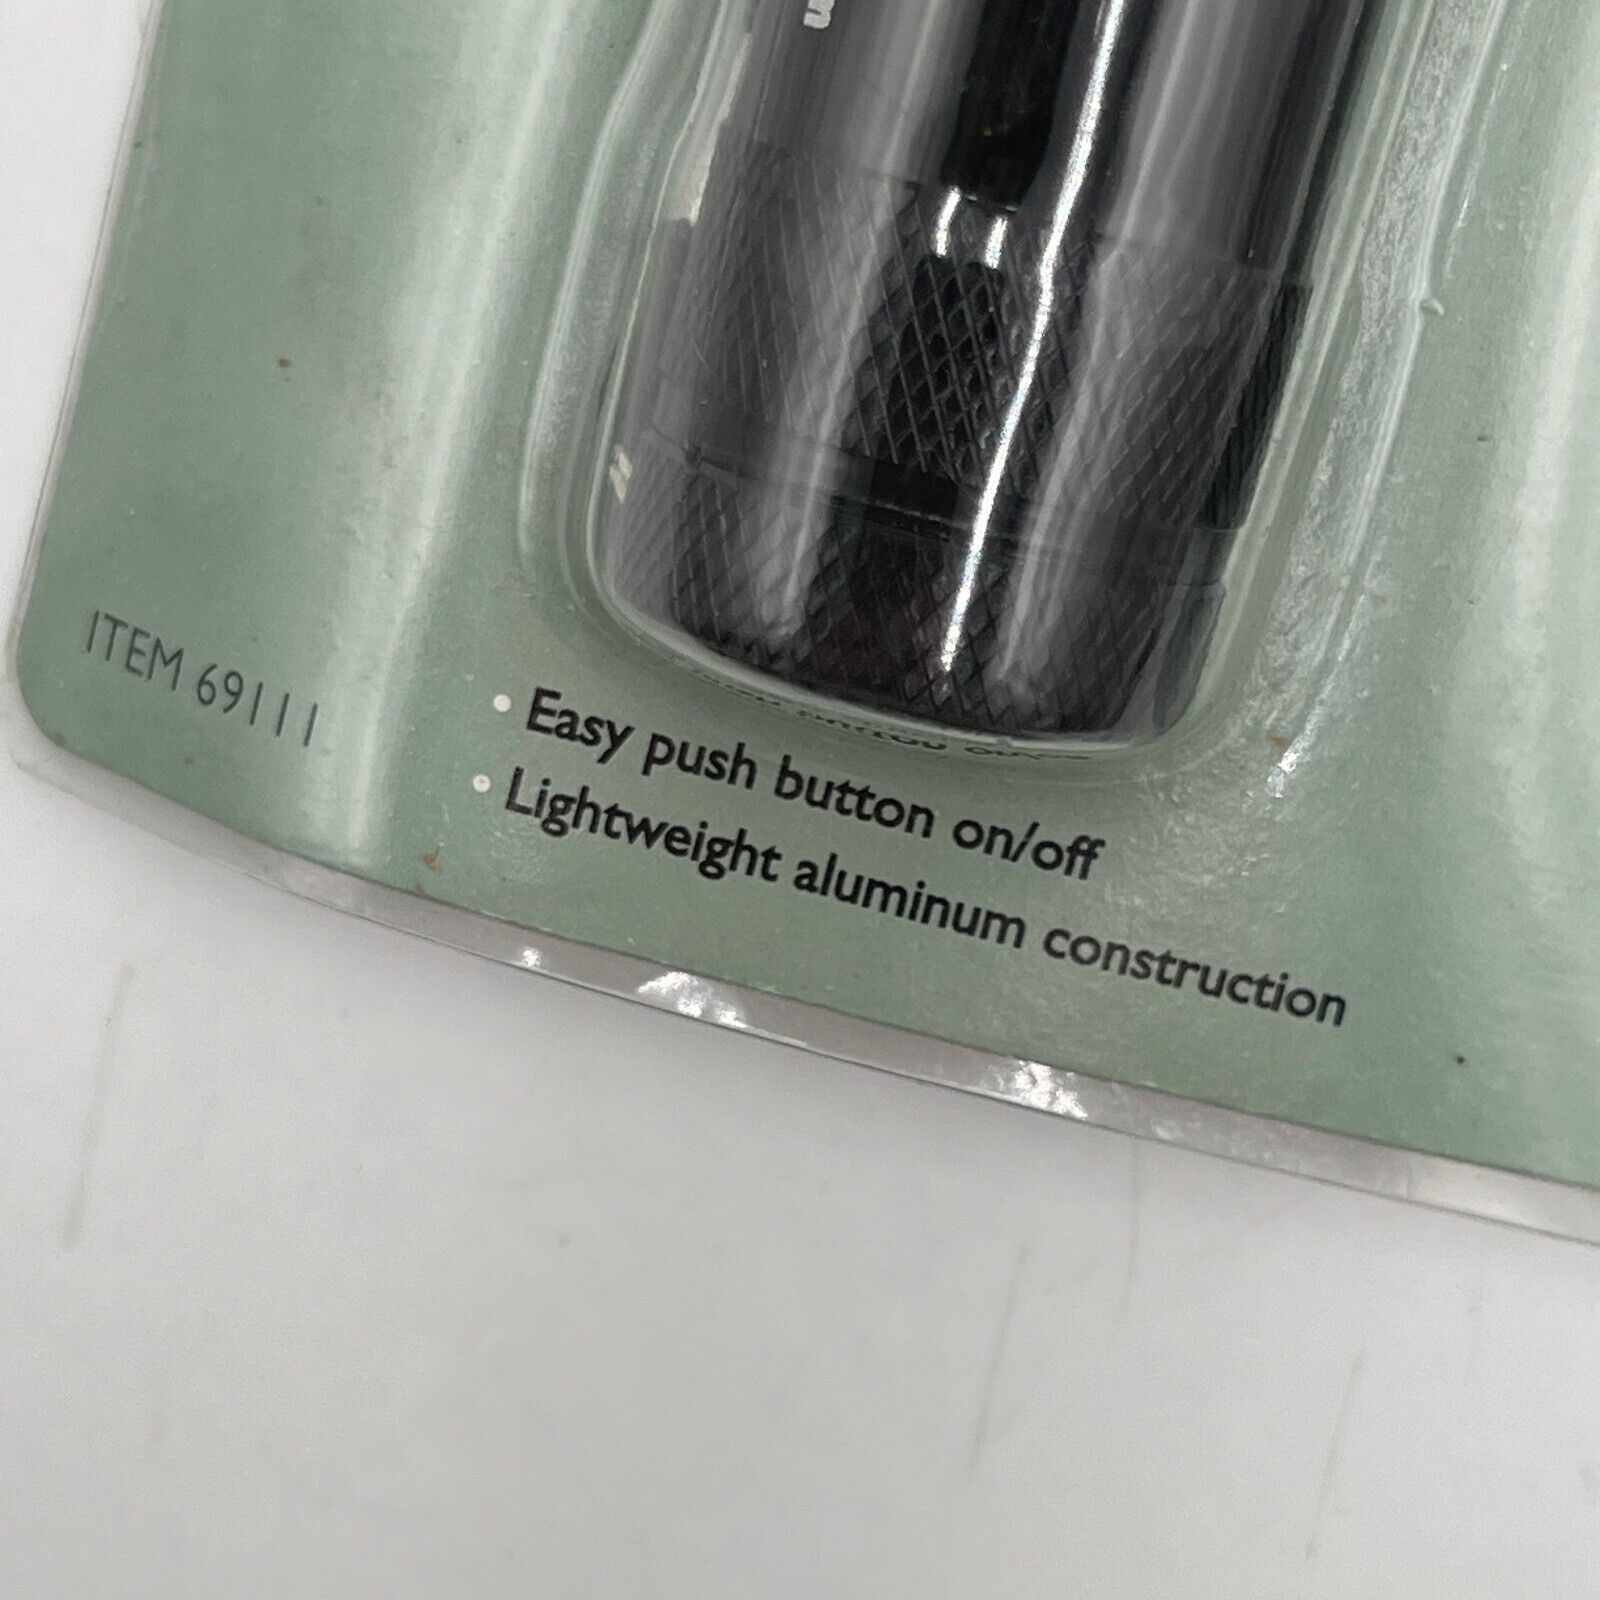 ITEM 69111
• Easy push button on/off
• Lightweight aluminum construction